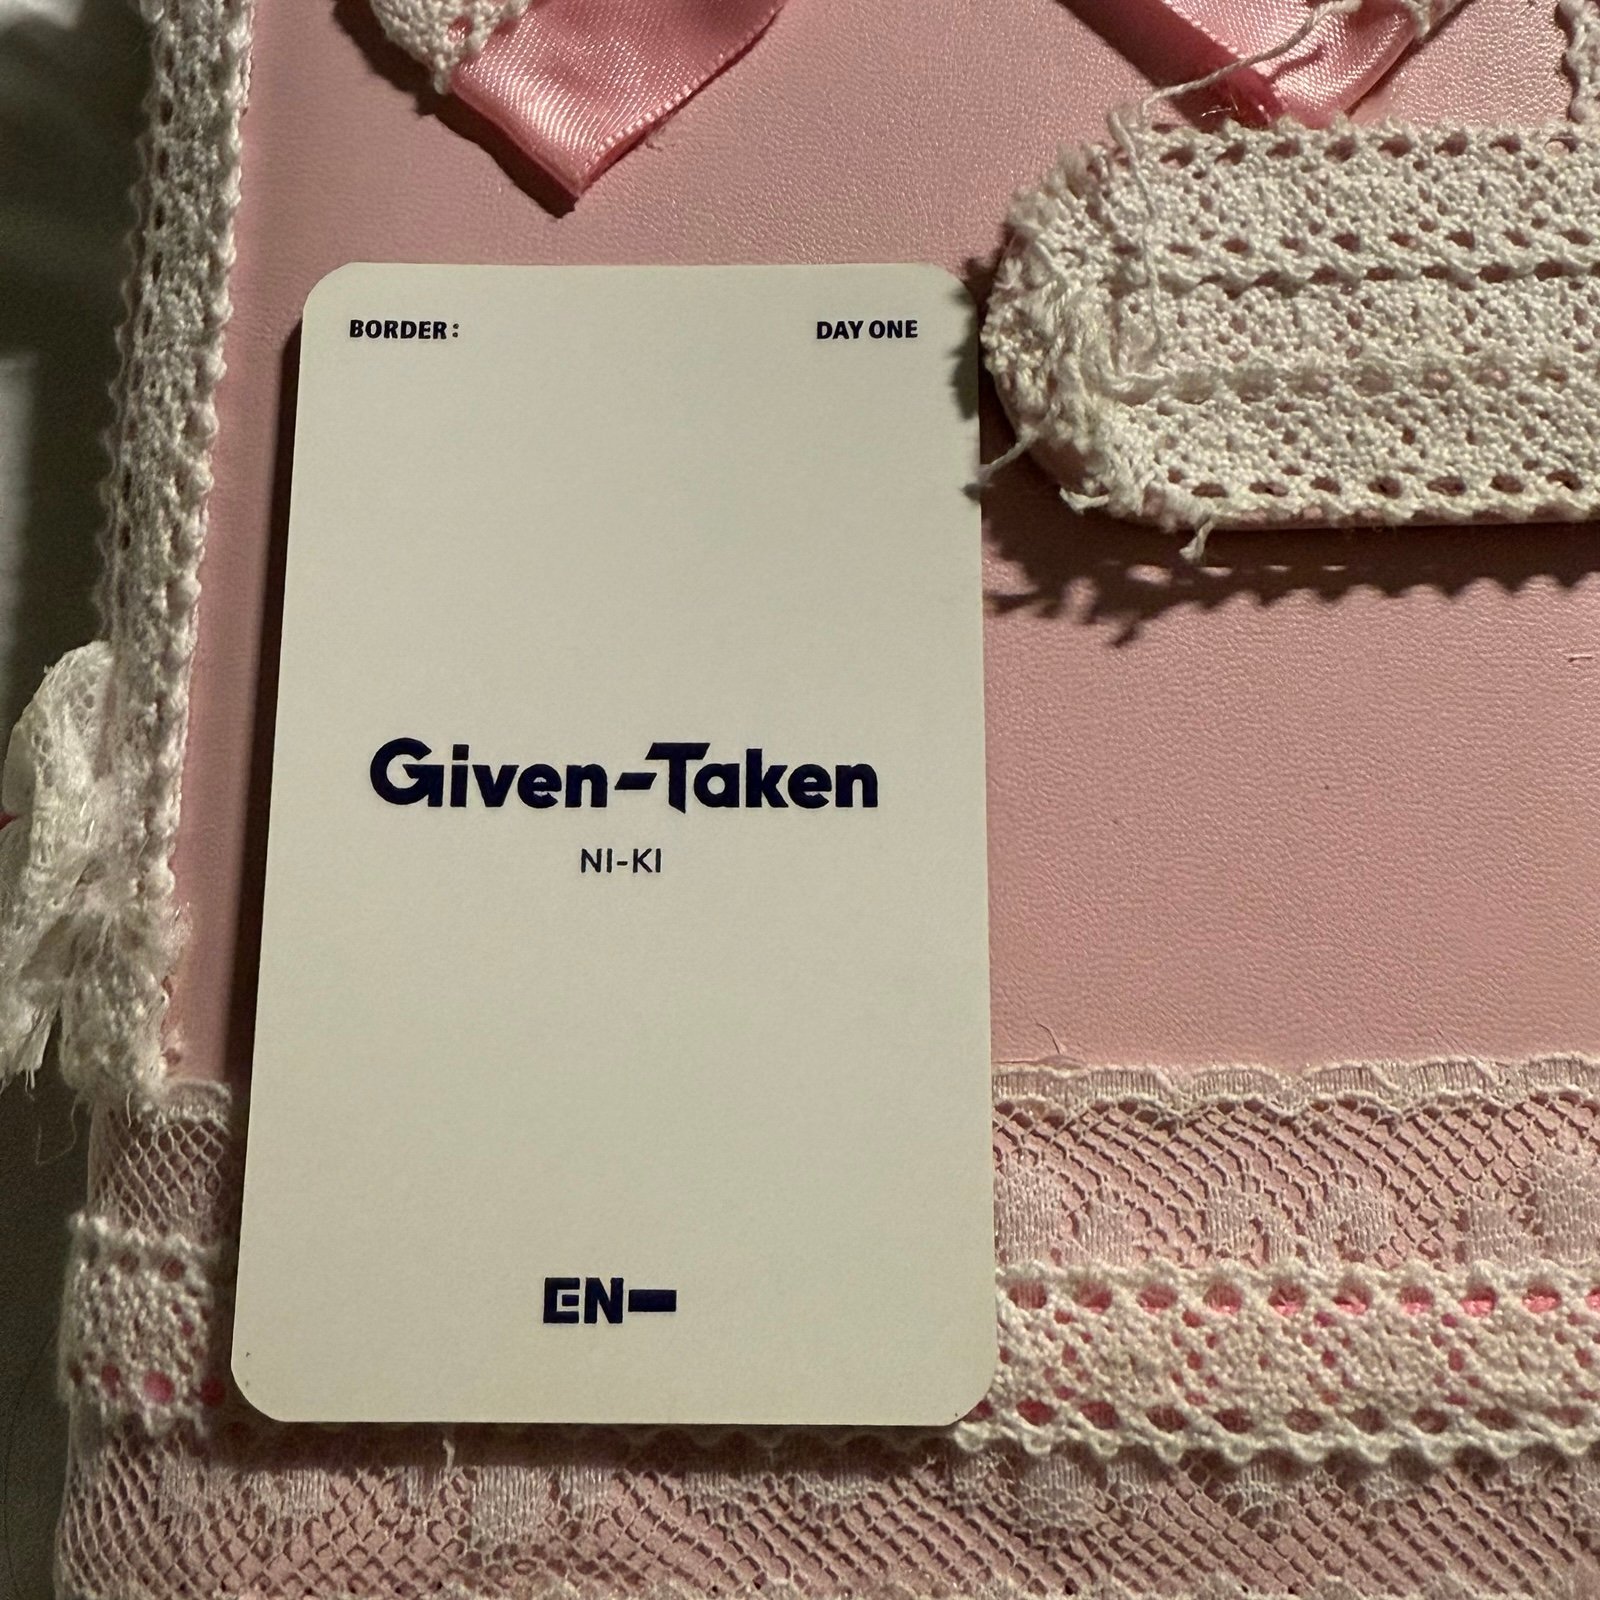 BORDER: DAY ONE
Given-Taken
NI-KI
EN-